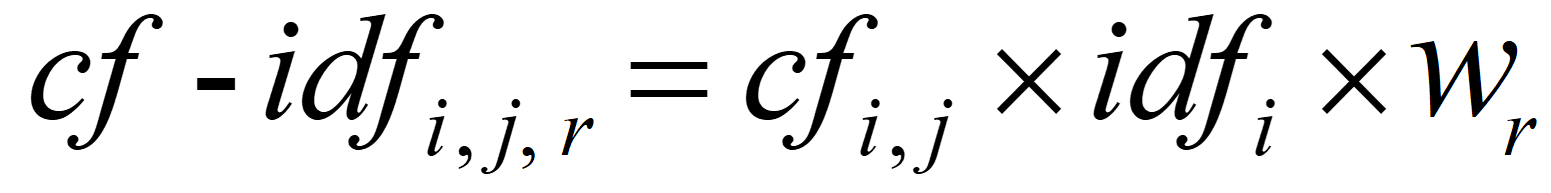 cf - idf_{i, j, r} = cf_{i, j} × idf_i × w_r